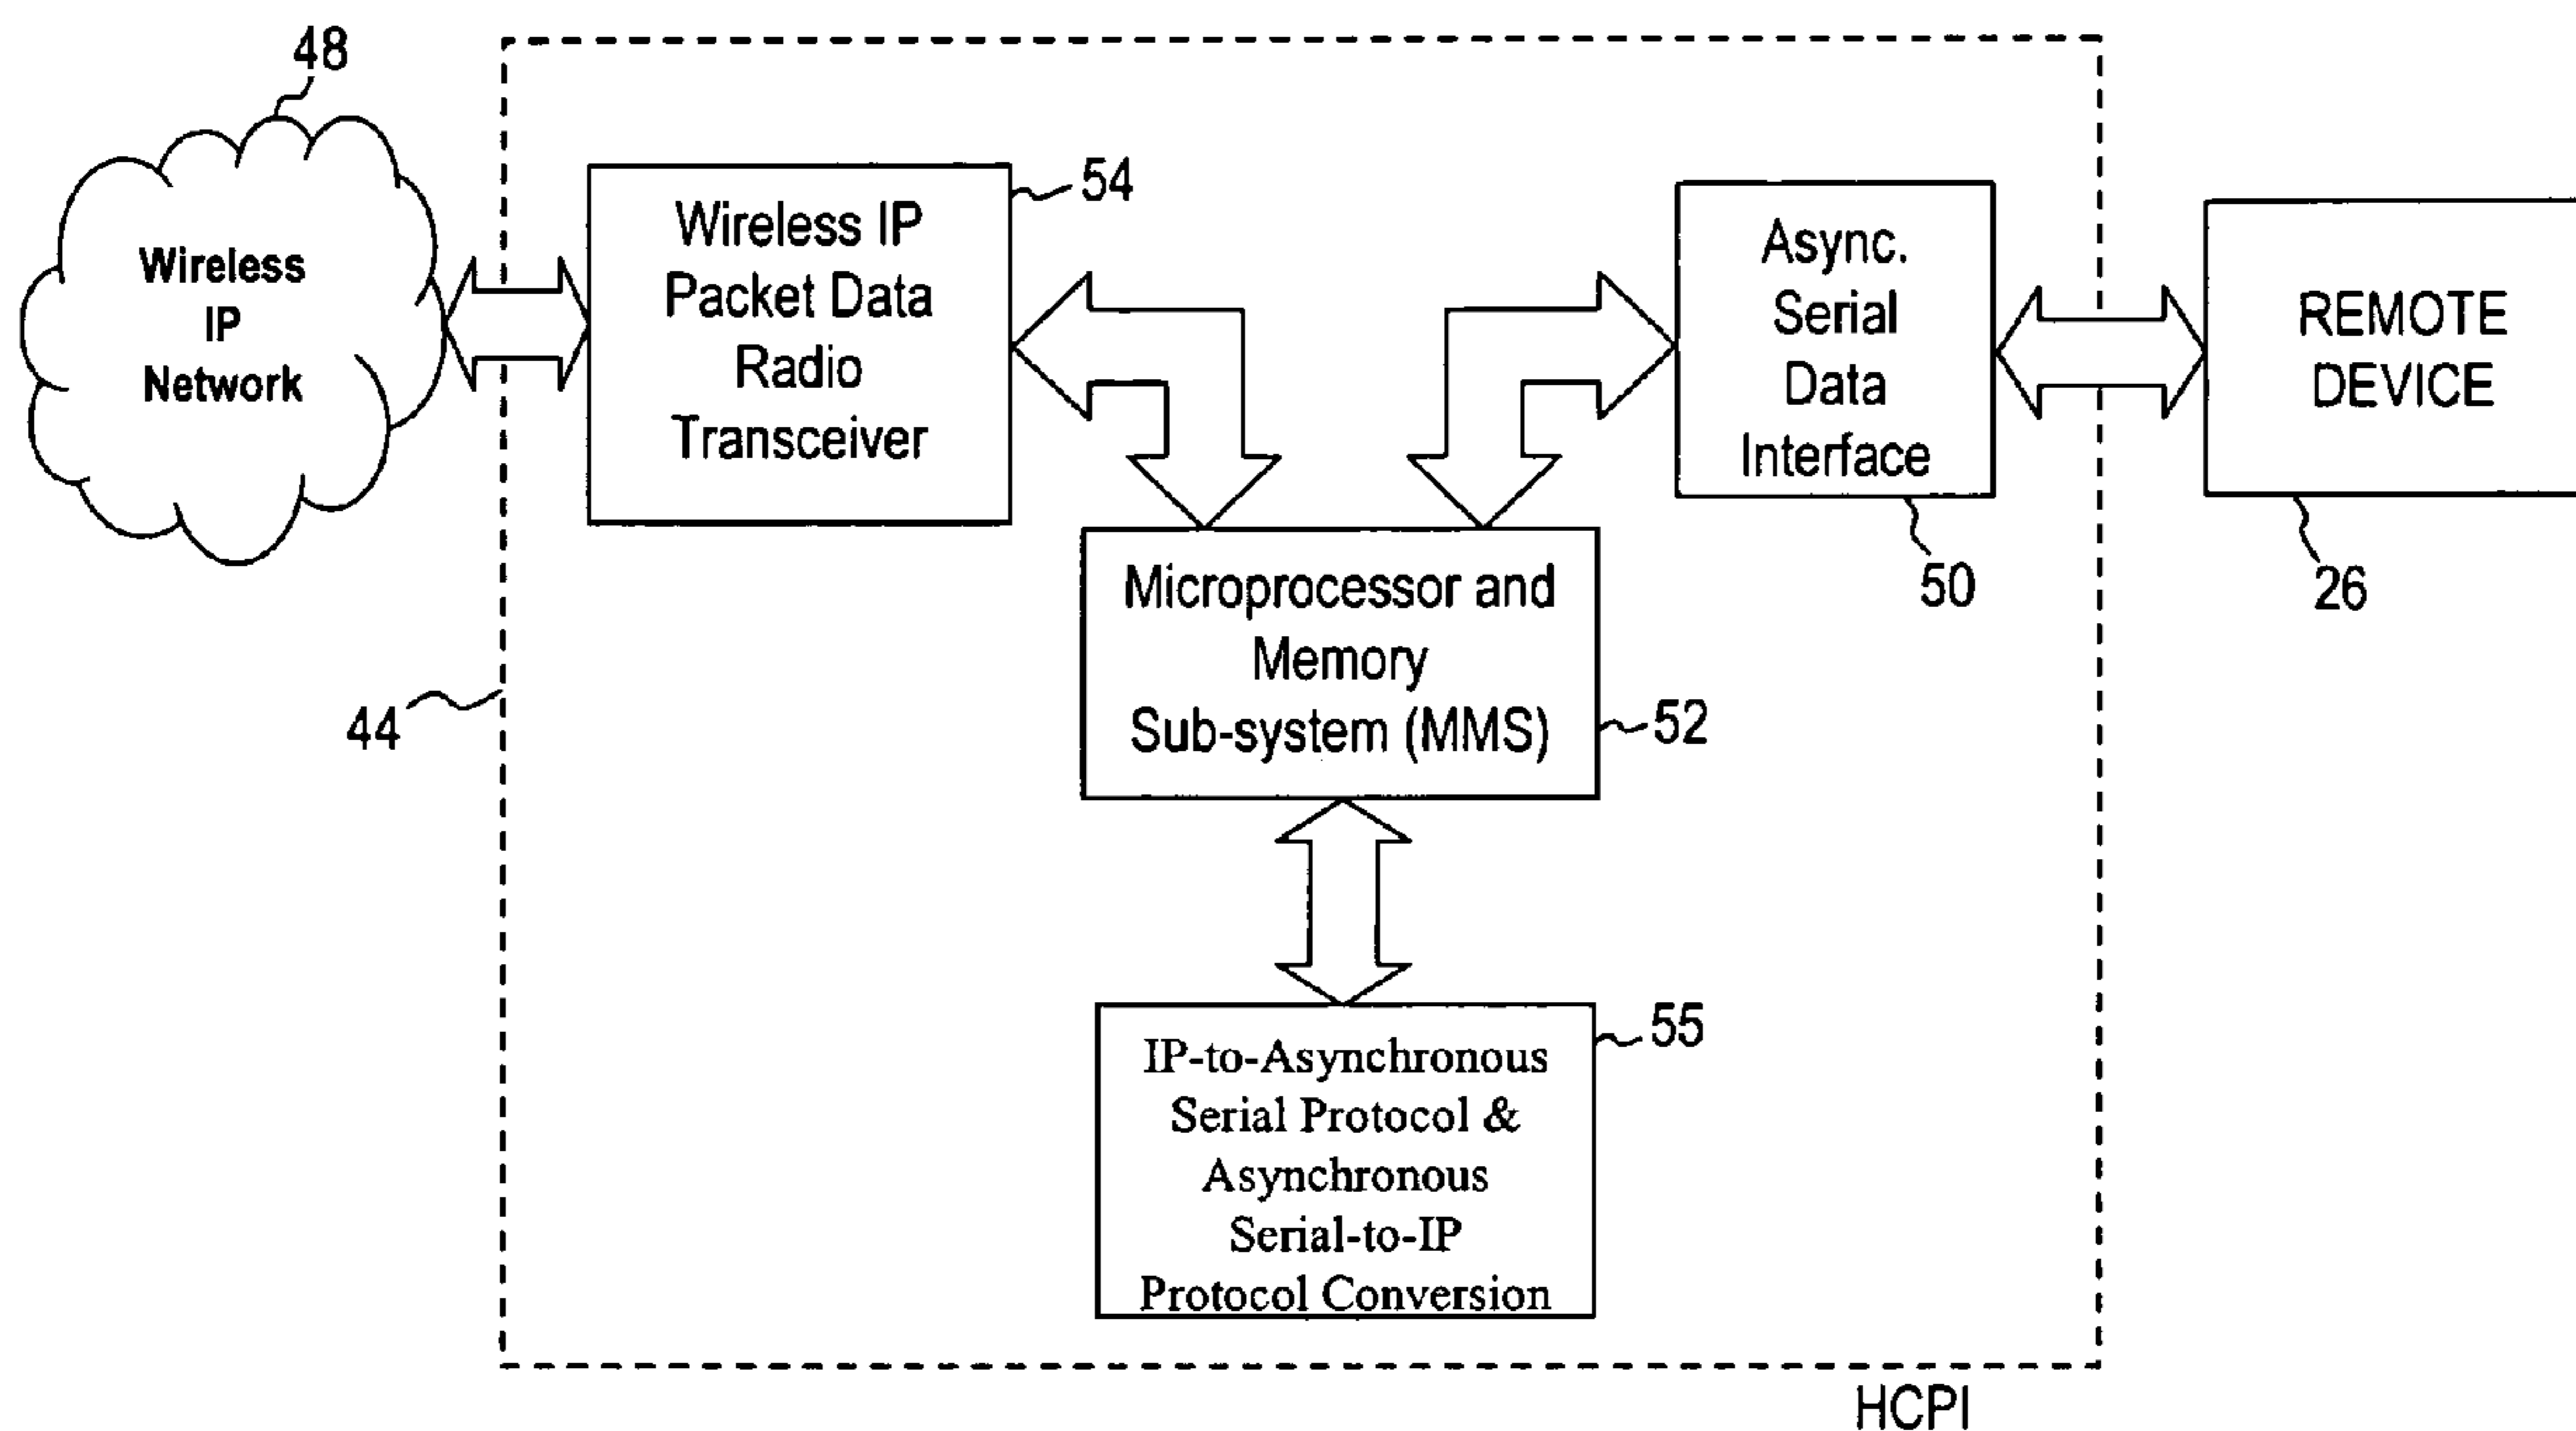 48
Wireless
IP
Network
54
Wireless IP
Packet Data
Radio
Transceiver
Async.
Serial
Data
Interface
50
REMOTE
DEVICE
26
44
Microprocessor and
Memory
Sub-system (MMS)
52
55
IP-to-Asynchronous
Serial Protocol &
Asynchronous
Serial-to-IP
Protocol Conversion
HCPI